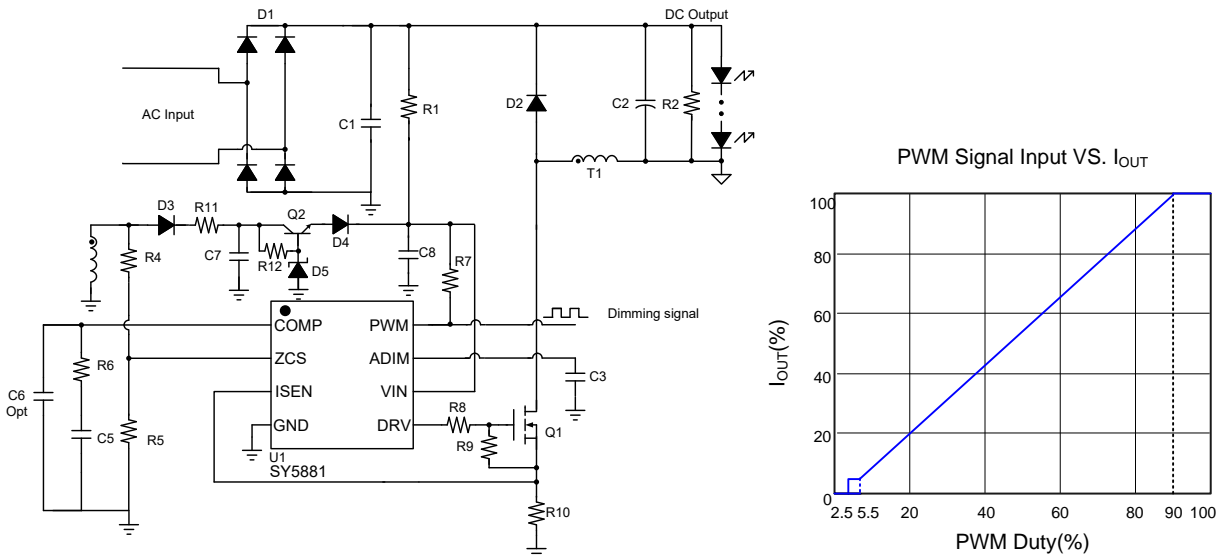 D1
DC Output
AC Input
C1
R1
D2
C2
R2
T1
D3
R11
Q2
D4
R4
C7
R12
D5
C8
R7
COMP
PWM
Dimming signal
ZCS
ADIM
ISEN
VIN
GND
DRV
C6
Opt
R6
C5
R5
C3
R8
R9
Q1
U1
SY5881
R10
PWM Signal Input VS. IOUT
IOUT(%)
100
80
60
40
20
0
2.5 5.5 20 40 60 80 90 100
PWM Duty(%)